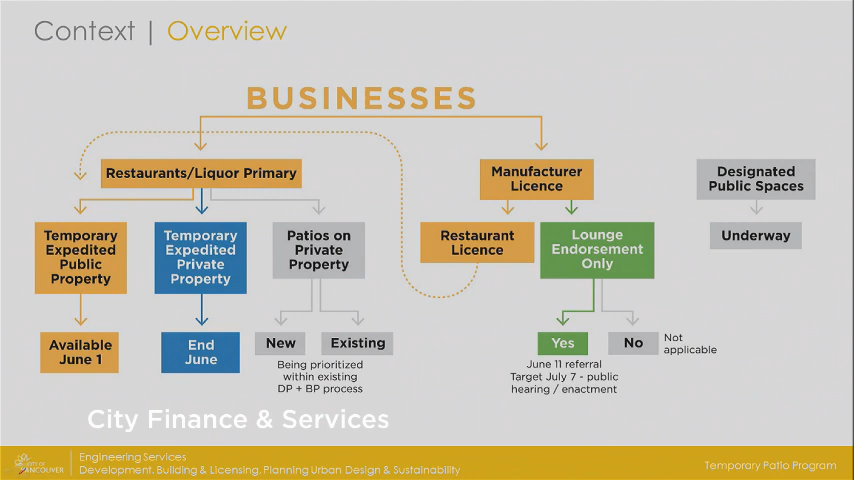 Context | Overview
BUSINESSES
Restaurants/Liquor Primary
Manufacturer
Licence
Designated
Public Spaces
Temporary
Expedited
Public
Property
Temporary
Expedited
Private
Property
Patios on
Private
Property
Restaurant
Licence
Lounge
Endorsement
Only
Underway
Available
June 1
End
June
New
Existing
Being prioritized
within existing
DP + BP process
Yes
No
Not
applicable
June 11 referral
Target July 7 - public
hearing / enactment
City Finance & Services
CITY OF
VANCOUVER
Engineering Services
Development, Building & Licensing, Planning Urban Design & Sustainability
Temporary Patio Program